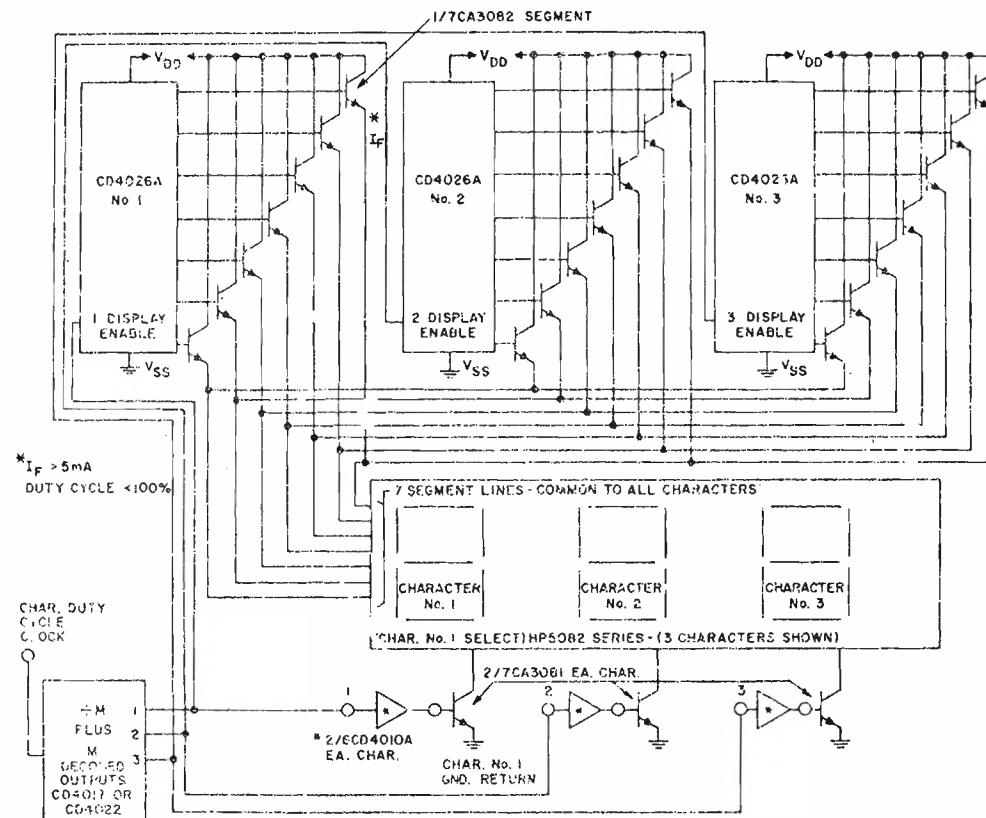 1/7CA3082 SEGMENT
VDD
VDD
VDD
*
IF
CD4026A
No. 1
CD4026A
No. 2
CD4026A
No. 3
1 DISPLAY
ENABLE
2 DISPLAY
ENABLE
3 DISPLAY
ENABLE
VSS
VSS
VSS
*IF >5mA
DUTY CYCLE <100%
7 SEGMENT LINES-COMMON TO ALL CHARACTERS
CHARACTER
No. 1
CHARACTER
No. 2
CHARACTER
No. 3
(CHAR. No. 1 SELECT) HP5082 SERIES-(3 CHARACTERS SHOWN)
CHAR. DUTY
CYCLE
CLOCK
2/7CA3081 EA. CHAR.
1
2
3
*
*
*
÷M
PLUS
M
DECODED
OUTPUTS
CD4017 OR
CD4022
1
2
3
* 2/6CD4010A
EA. CHAR.
CHAR. No. 1
GND. RETURN